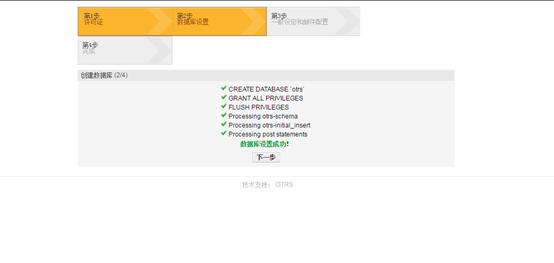 第1步
许可证
第2步
数据库设置
第3步
一般设定和邮件配置
第4步
完成
创建数据库 (2/4)
CREATE DATABASE `otrs`
GRANT ALL PRIVILEGES
FLUSH PRIVILEGES
Processing otrs-schema
Processing otrs-initial_insert
Processing post statements
数据库设置成功!
下一步
技术支持： OTRS